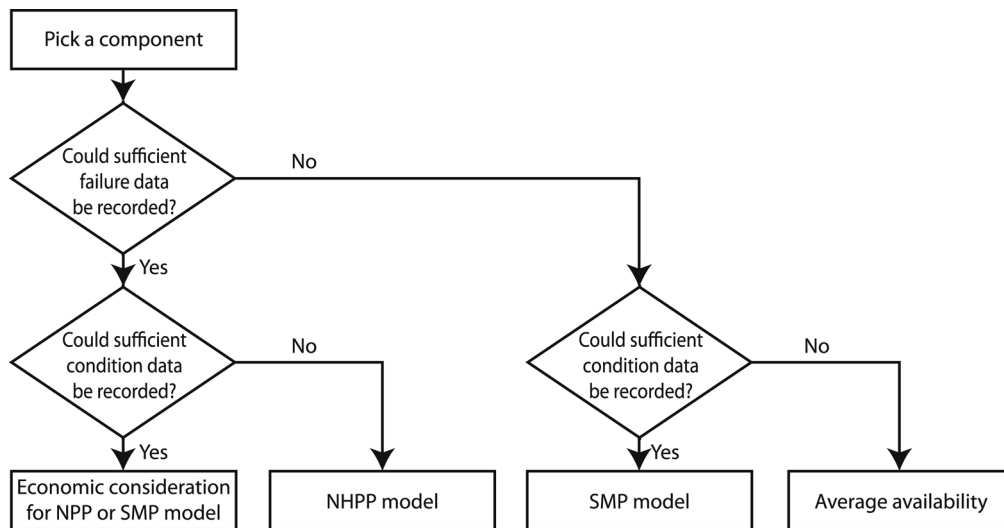 Pick a component
Could sufficient
failure data
be recorded?
No
Yes
Could sufficient
condition data
be recorded?
No
Could sufficient
condition data
be recorded?
No
Yes
Yes
Economic consideration
for NPP or SMP model
NHPP model
SMP model
Average availability